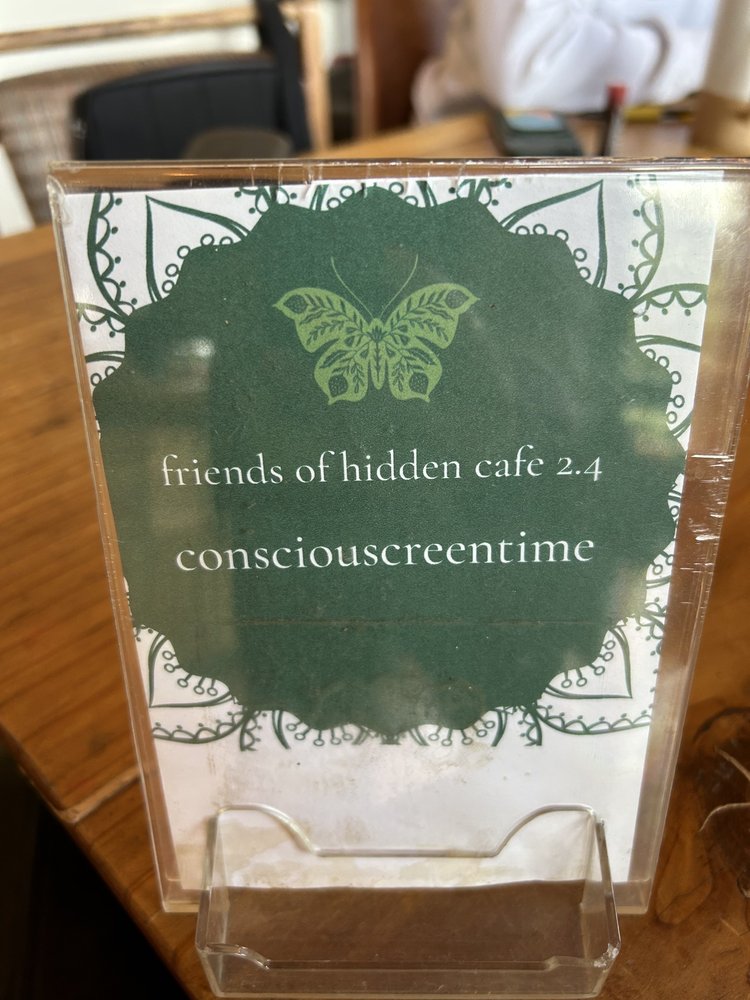 friends of hidden cafe 2.4
consciouscreentime